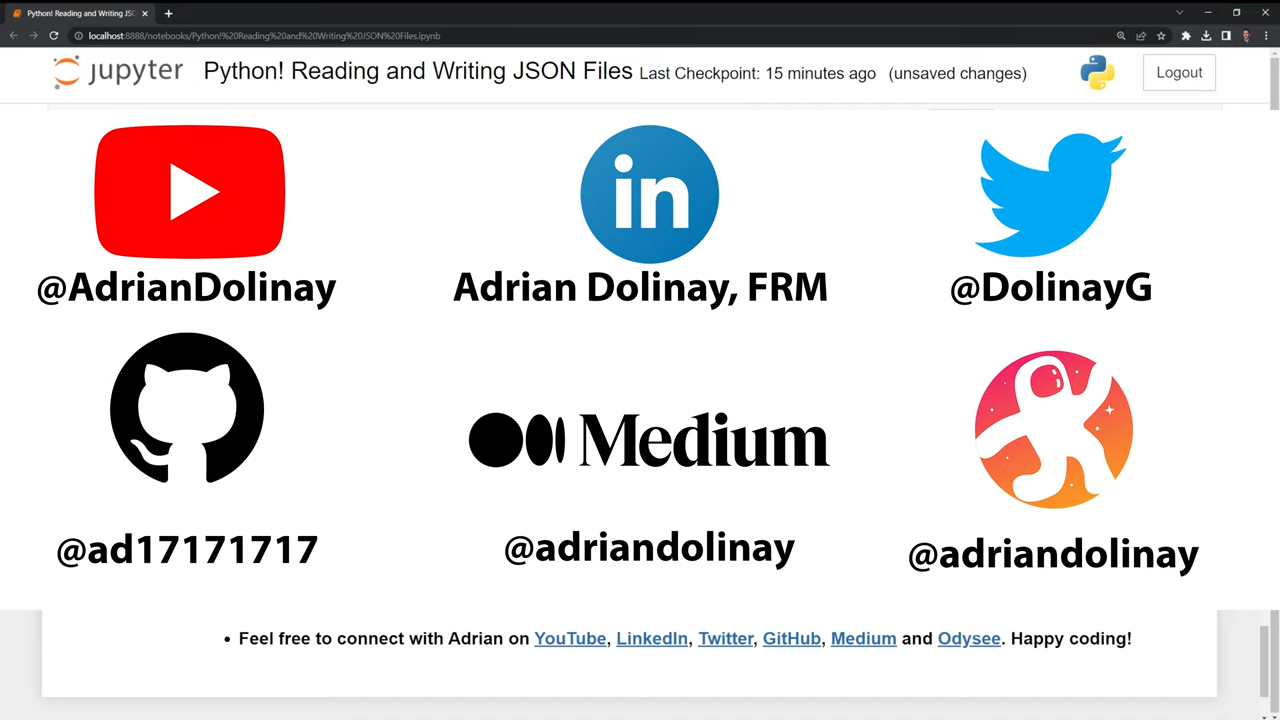 Python! Reading and Writing JSON
localhost:8888/notebooks/Python!%20Reading%20and%20Writing%20JSON%20Files.ipynb
jupyter Python! Reading and Writing JSON Files Last Checkpoint: 15 minutes ago (unsaved changes) Logout
in
@AdrianDolinay Adrian Dolinay, FRM @DolinayG
Medium
@ad17171717 @adriandolinay @adriandolinay
• Feel free to connect with Adrian on YouTube, LinkedIn, Twitter, GitHub, Medium and Odysee. Happy coding!